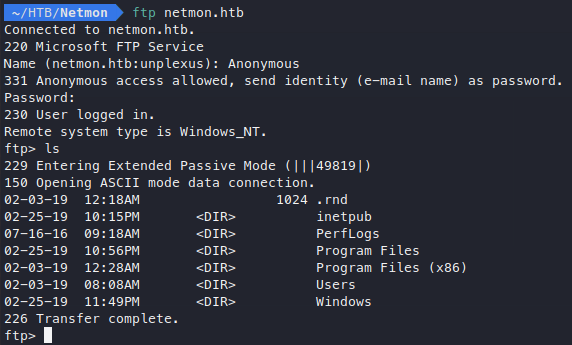 ~/HTB/Netmon ftp netmon.htb
Connected to netmon.htb.
220 Microsoft FTP Service
Name (netmon.htb:unplexus): Anonymous
331 Anonymous access allowed, send identity (e-mail name) as password.
Password:
230 User logged in.
Remote system type is Windows_NT.
ftp> ls
229 Entering Extended Passive Mode (|||49819|)
150 Opening ASCII mode data connection.
02-03-19  12:18AM                 1024 .rnd
02-25-19  10:15PM       <DIR>          inetpub
07-16-16  09:18AM       <DIR>          PerfLogs
02-25-19  10:56PM       <DIR>          Program Files
02-03-19  12:28AM       <DIR>          Program Files (x86)
02-03-19  08:08AM       <DIR>          Users
02-25-19  11:49PM       <DIR>          Windows
226 Transfer complete.
ftp>